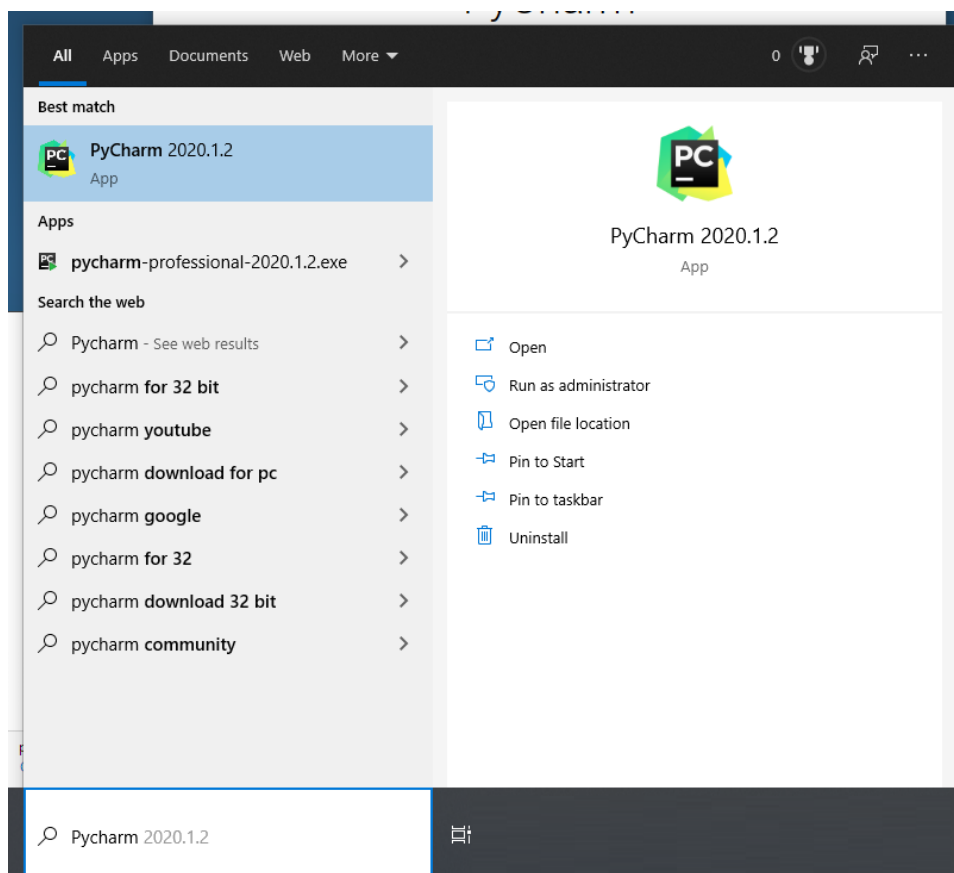 All Apps Documents Web More 0 ...
Best match
PC PyCharm 2020.1.2
App
Apps
PC pycharm-professional-2020.1.2.exe
Search the web
Pycharm - See web results
pycharm for 32 bit
pycharm youtube
pycharm download for pc
pycharm google
pycharm for 32
pycharm download 32 bit
pycharm community
Pycharm 2020.1.2
PC
PyCharm 2020.1.2
App
Open
Run as administrator
Open file location
Pin to Start
Pin to taskbar
Uninstall